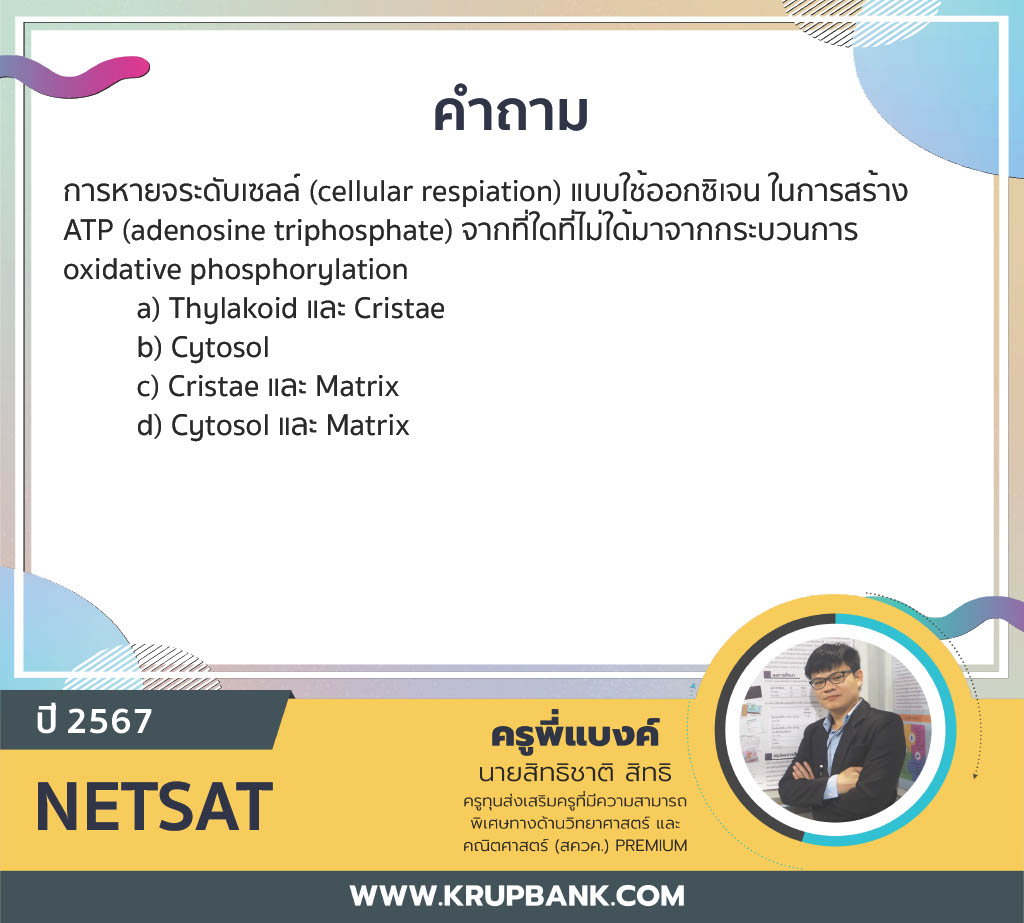 คำถาม
การหายจระดับเซลล์ (cellular respiation) แบบใช้ออกซิเจน ในการสร้าง
ATP (adenosine triphosphate) จากที่ใดที่ไม่ใด้มาจากกระบวนการ
oxidative phosphorylation
a) Thylakoid และ Cristae
b) Cytosol
c) Cristae และ Matrix
d) Cytosol และ Matrix
ปี 2567
NETSAT
ครูพี่แบงค์
นายสิทธิชาติ สิทธิ
ครูทุนส่งเสริมครูที่มีความสามารถ
พิเศษทางด้านวิทยาศาสตร์ และ
คณิตศาสตร์ (สควค.) PREMIUM
WWW.KRUPBANK.COM